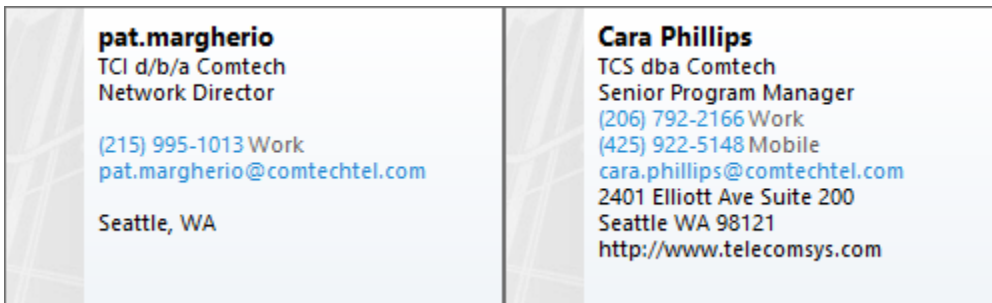 pat.margherio
TCI d/b/a Comtech
Network Director
(215) 995-1013 Work
pat.margherio@comtechtel.com
Seattle, WA
Cara Phillips
TCS dba Comtech
Senior Program Manager
(206) 792-2166 Work
(425) 922-5148 Mobile
cara.phillips@comtechtel.com
2401 Elliott Ave Suite 200
Seattle WA 98121
http://www.telecomsys.com